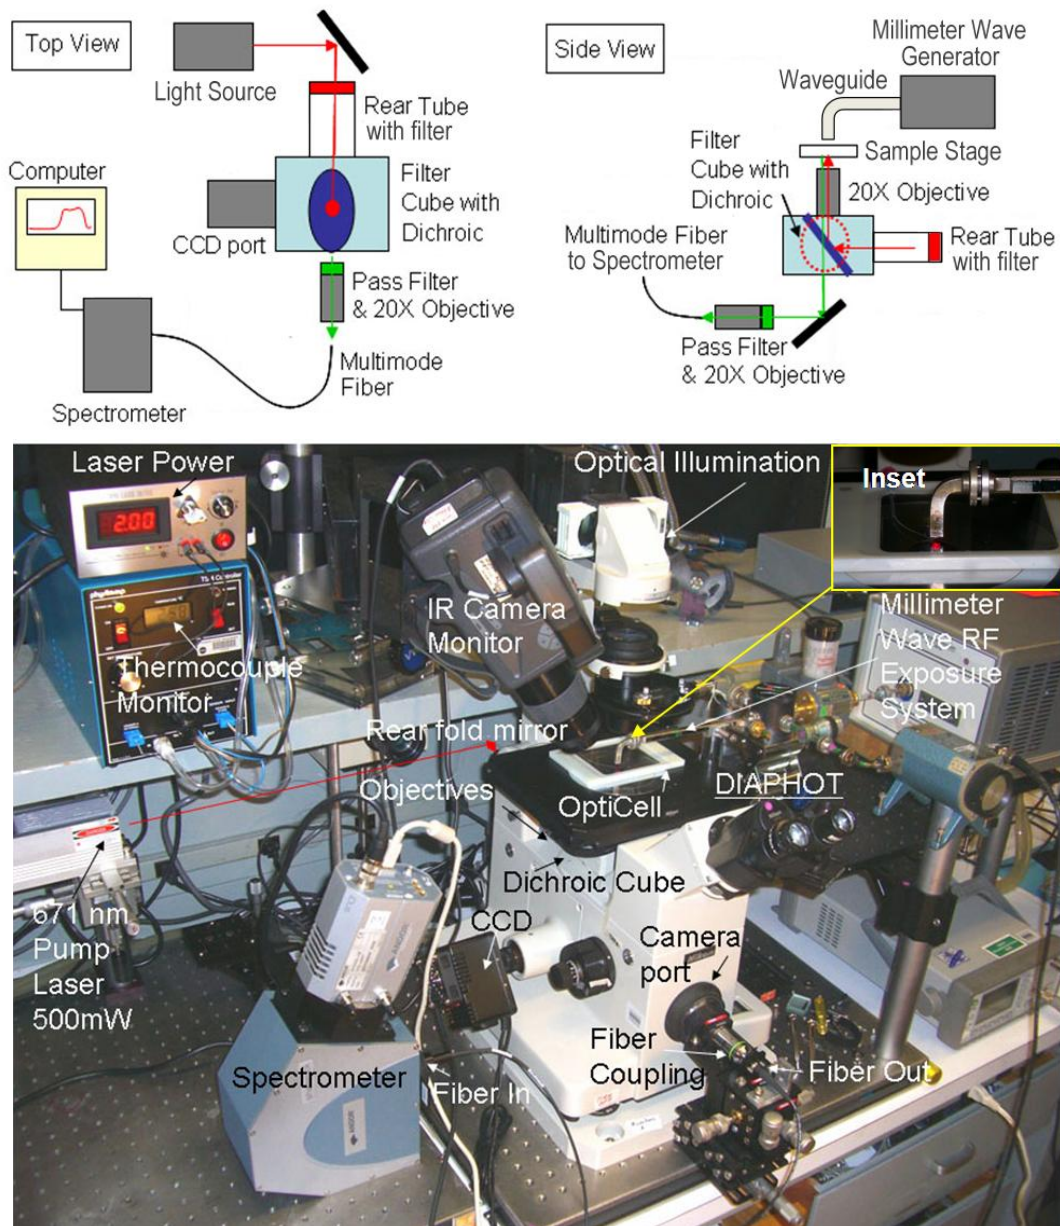 Top View
Light Source
Rear Tube
with filter
Computer
Filter
Cube with
Dichroic
CCD port
Pass Filter
& 20X Objective
Multimode
Fiber
Spectrometer
Side View
Millimeter Wave
Generator
Waveguide
Filter
Cube with
Dichroic
Sample Stage
20X Objective
Multimode Fiber
to Spectrometer
Rear Tube
with filter
Pass Filter
& 20X Objective
Laser Power
2.00
Optical Illumination
Inset
IR Camera
Monitor
Millimeter
Wave RF
Exposure
System
Thermocouple
Monitor
Rear fold mirror
Objectives
OptiCell
DIAPHOT
Dichroic Cube
671 nm
Pump
Laser
500mW
CCD
Camera
port
Fiber
Coupling
Fiber Out
Spectrometer
Fiber In
ANDOR